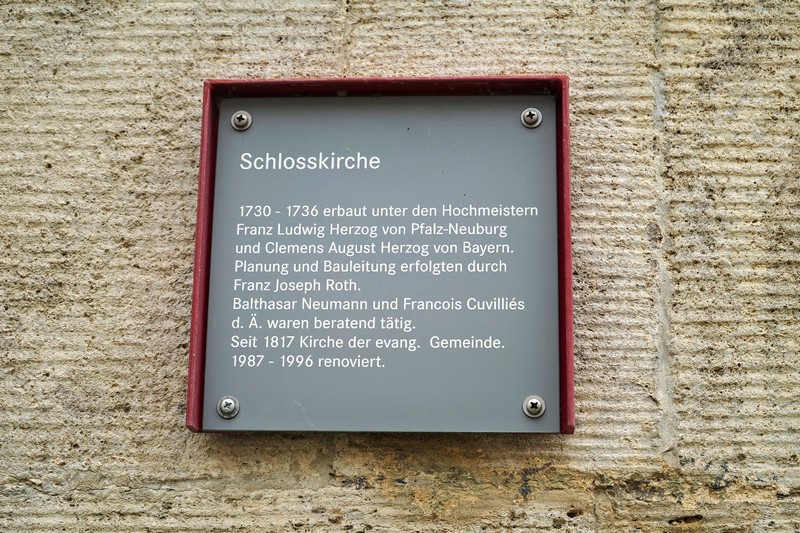 Schlosskirche
1730 - 1736 erbaut unter den Hochmeistern
Franz Ludwig Herzog von Pfalz-Neuburg
und Clemens August Herzog von Bayern.
Planung und Bauleitung erfolgten durch
Franz Joseph Roth.
Balthasar Neumann und Francois Cuvilliés
d. Ä. waren beratend tätig.
Seit 1817 Kirche der evang. Gemeinde.
1987 - 1996 renoviert.